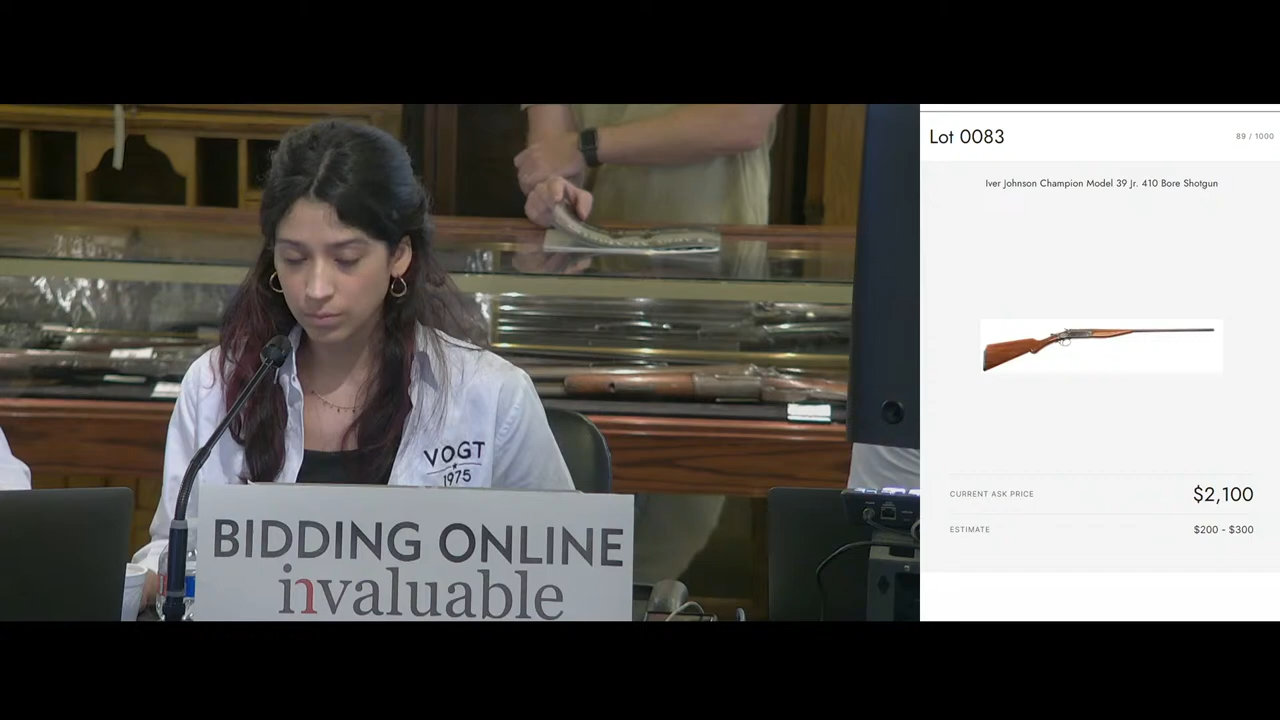 Lot 0083
89 / 1000
Iver Johnson Champion Model 39 Jr. 410 Bore Shotgun
CURRENT ASK PRICE
$2,100
ESTIMATE
$200 - $300
VOGT
1975
BIDDING ONLINE
invaluable